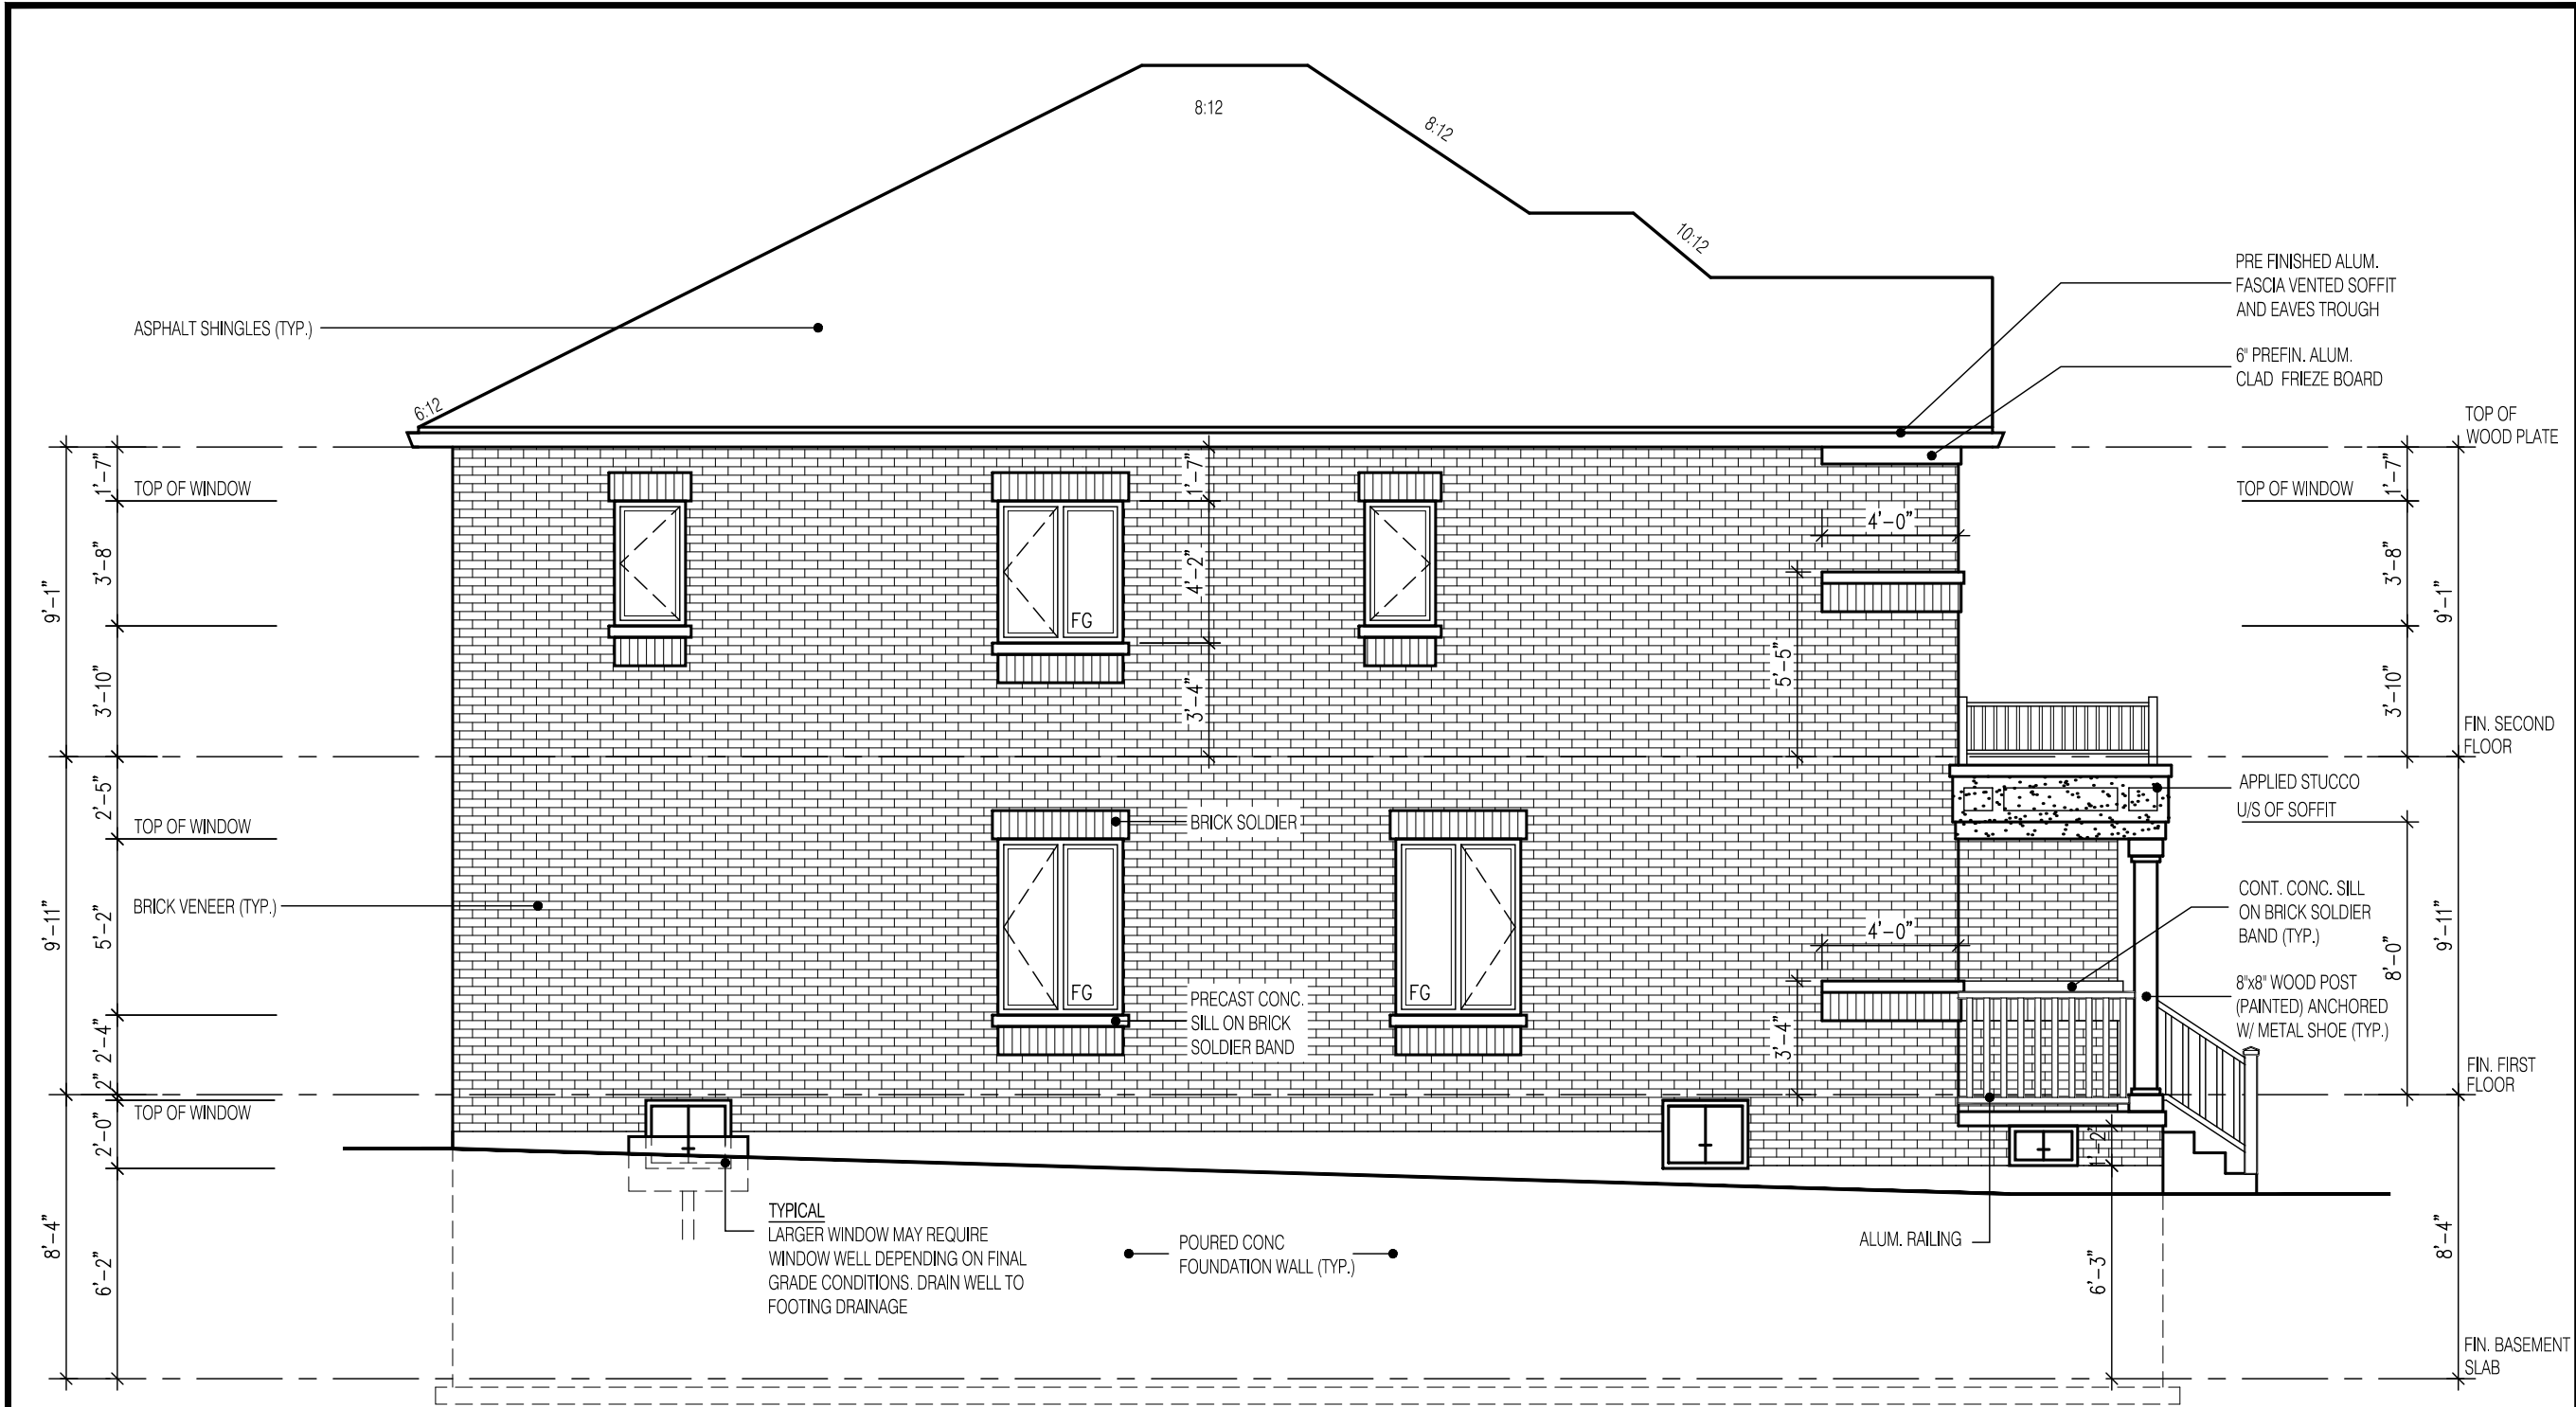 8:12
8:12
10:12
6:12
ASPHALT SHINGLES (TYP.)
PRE FINISHED ALUM.
FASCIA VENTED SOFFIT
AND EAVES TROUGH
6" PREFIN. ALUM.
CLAD FRIEZE BOARD
TOP OF
WOOD PLATE
9'-1"
1'-7"
TOP OF WINDOW
3'-8"
3'-10"
1'-7"
4'-2"
3'-4"
FG
4'-0"
5'-5"
TOP OF WINDOW
1'-7"
3'-8"
3'-10"
9'-1"
FIN. SECOND
FLOOR
9'-11"
2'-5"
TOP OF WINDOW
5'-2"
2'-4"
2"
BRICK VENEER (TYP.)
BRICK SOLDIER
FG
FG
PRECAST CONC.
SILL ON BRICK
SOLDIER BAND
4'-0"
3'-4"
APPLIED STUCCO
U/S OF SOFFIT
CONT. CONC. SILL
ON BRICK SOLDIER
BAND (TYP.)
8"x8" WOOD POST
(PAINTED) ANCHORED
W/ METAL SHOE (TYP.)
8'-0"
9'-11"
FIN. FIRST
FLOOR
TOP OF WINDOW
2'-0"
8'-4"
6'-2"
TYPICAL
LARGER WINDOW MAY REQUIRE
WINDOW WELL DEPENDING ON FINAL
GRADE CONDITIONS. DRAIN WELL TO
FOOTING DRAINAGE
POURED CONC
FOUNDATION WALL (TYP.)
ALUM. RAILING
1'-2"
6'-3"
8'-4"
FIN. BASEMENT
SLAB